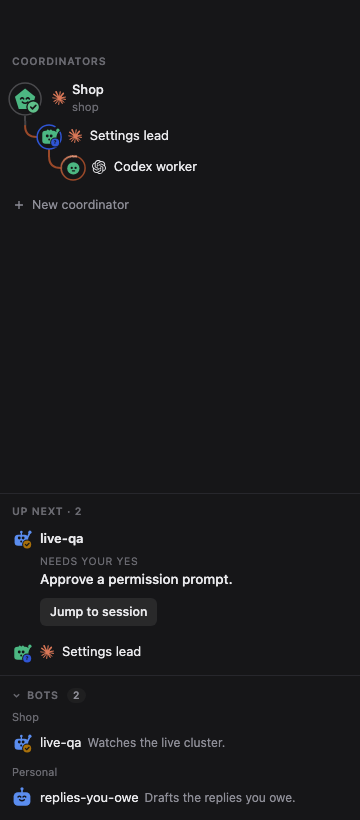 COORDINATORS
Shop
shop
Settings lead
Codex worker
+ New coordinator
UP NEXT · 2
live-qa
NEEDS YOUR YES
Approve a permission prompt.
Jump to session
Settings lead
BOTS 2
Shop
live-qa Watches the live cluster.
Personal
replies-you-owe Drafts the replies you owe.